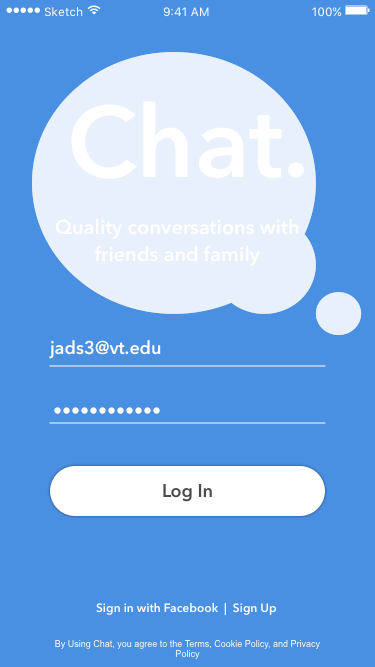 Sketch 9:41 AM 100%
Chat.
Quality conversations with
friends and family
jads3@vt.edu
••••••••••••
Log In
Sign in with Facebook | Sign Up
By Using Chat, you agree to the Terms, Cookie Policy, and Privacy
Policy